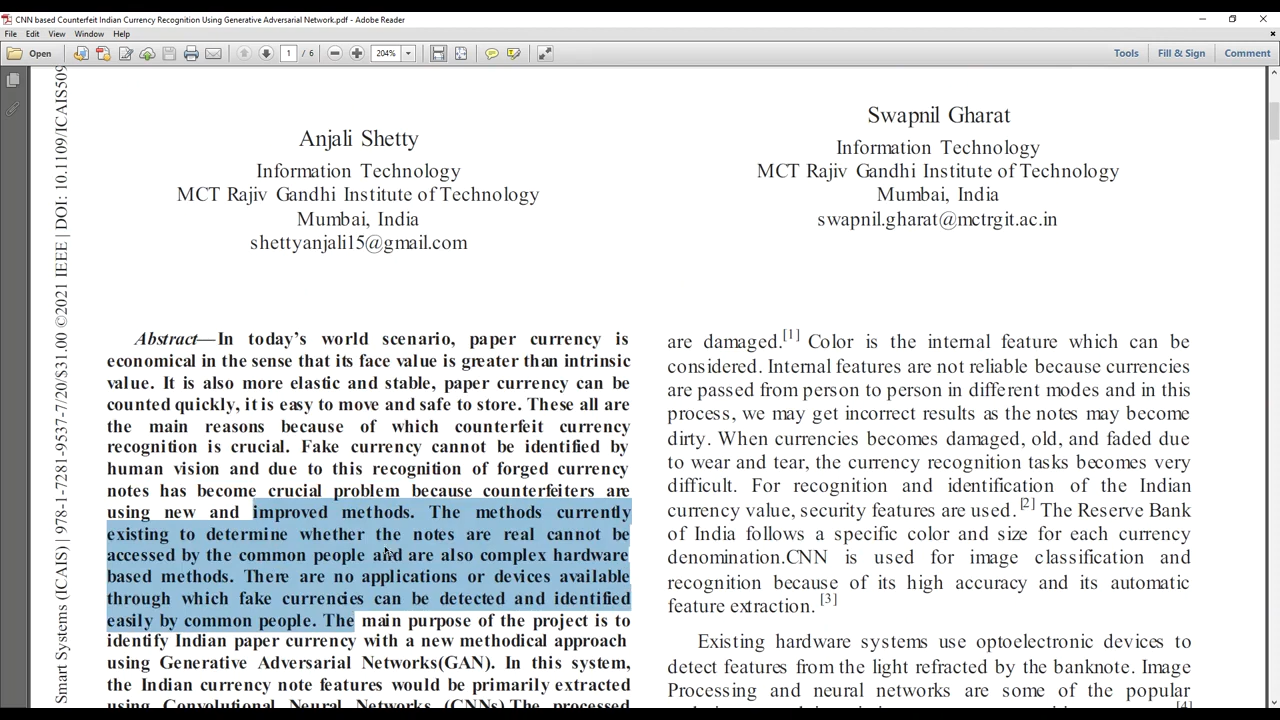 CNN based Counterfeit Indian Currency Recognition Using Generative Adversarial Network.pdf - Adobe Reader
File Edit View Window Help
Open 1 / 6 204% Tools Fill & Sign Comment
Smart Systems (ICAIS) | 978-1-7281-9537-7/20/$31.00 ©2021 IEEE | DOI: 10.1109/ICAIS509
Anjali Shetty
Information Technology
MCT Rajiv Gandhi Institute of Technology
Mumbai, India
shettyanjali15@gmail.com
Swapnil Gharat
Information Technology
MCT Rajiv Gandhi Institute of Technology
Mumbai, India
swapnil.gharat@mctrgit.ac.in
Abstract—In today's world scenario, paper currency is
economical in the sense that its face value is greater than intrinsic
value. It is also more elastic and stable, paper currency can be
counted quickly, it is easy to move and safe to store. These all are
the main reasons because of which counterfeit currency
recognition is crucial. Fake currency cannot be identified by
human vision and due to this recognition of forged currency
notes has become crucial problem because counterfeiters are
using new and improved methods. The methods currently
existing to determine whether the notes are real cannot be
accessed by the common people and are also complex hardware
based methods. There are no applications or devices available
through which fake currencies can be detected and identified
easily by common people. The main purpose of the project is to
identify Indian paper currency with a new methodical approach
using Generative Adversarial Networks(GAN). In this system,
the Indian currency note features would be primarily extracted
using Convolutional Neural Networks (CNNs).The processed
are damaged.[1] Color is the internal feature which can be
considered. Internal features are not reliable because currencies
are passed from person to person in different modes and in this
process, we may get incorrect results as the notes may become
dirty. When currencies becomes damaged, old, and faded due
to wear and tear, the currency recognition tasks becomes very
difficult. For recognition and identification of the Indian
currency value, security features are used. [2] The Reserve Bank
of India follows a specific color and size for each currency
denomination.CNN is used for image classification and
recognition because of its high accuracy and its automatic
feature extraction. [3]
Existing hardware systems use optoelectronic devices to
detect features from the light refracted by the banknote. Image
Processing and neural networks are some of the popular
[4]